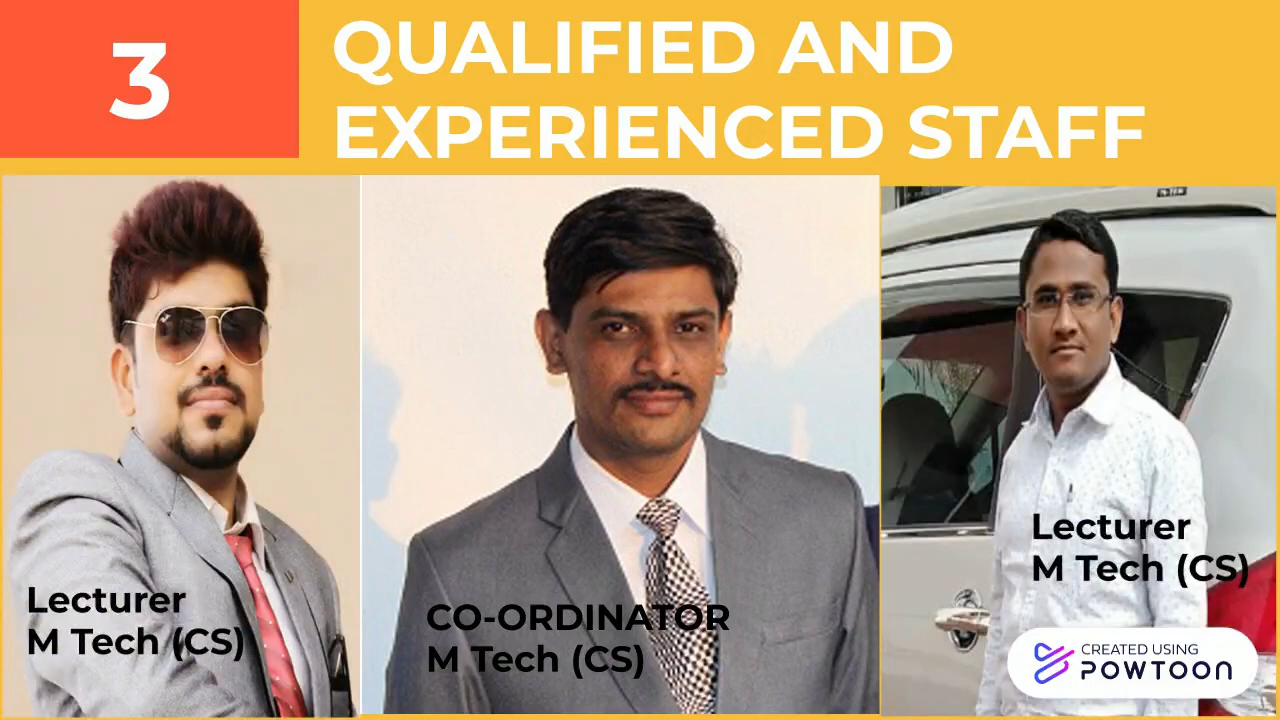 3
QUALIFIED AND
EXPERIENCED STAFF
Lecturer
M Tech (CS)
CO-ORDINATOR
M Tech (CS)
Lecturer
M Tech (CS)
CREATED USING
POWTOON